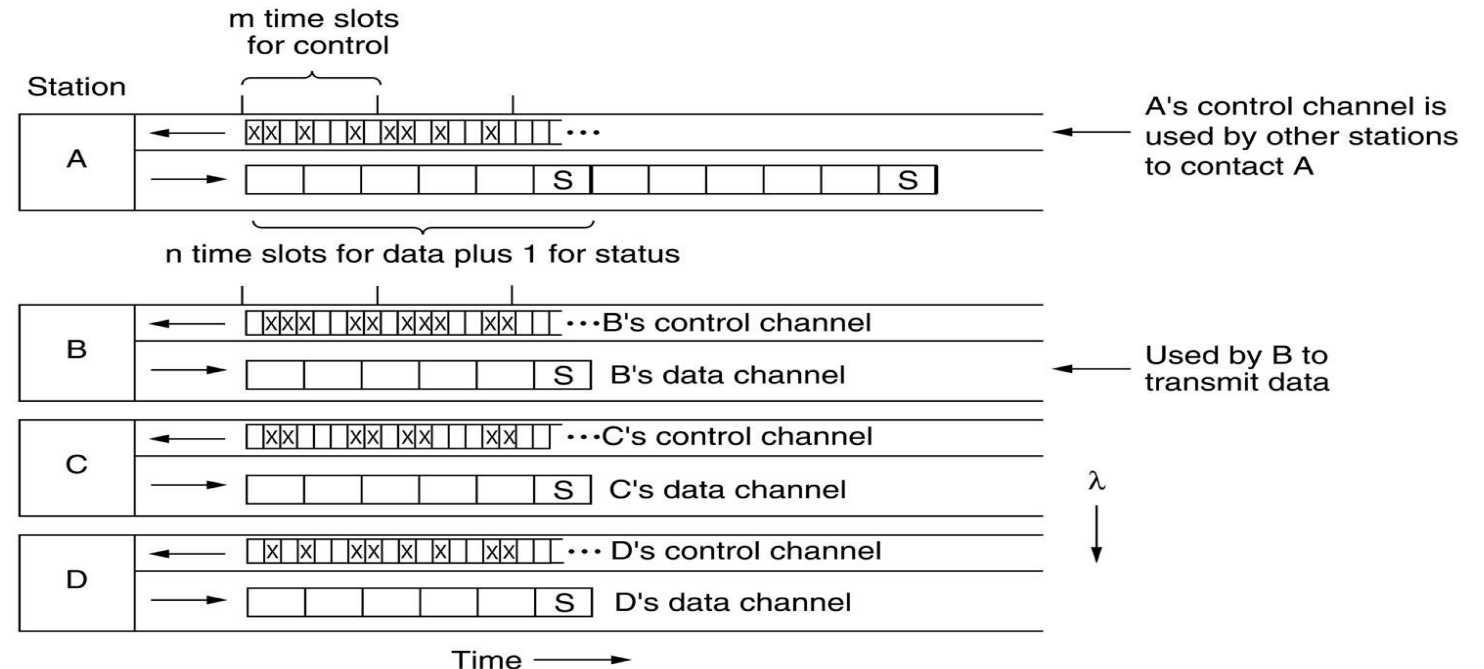 m time slots
for control
Station
A's control channel is
used by other stations
to contact A
A
X X X X X X X X ...
S S
n time slots for data plus 1 for status
B
X X X X X X X X X X ...B's control channel
S B's data channel
Used by B to
transmit data
C
X X X X X X X X ...C's control channel
S C's data channel
λ
D
X X X X X X X X ... D's control channel
S D's data channel
Time